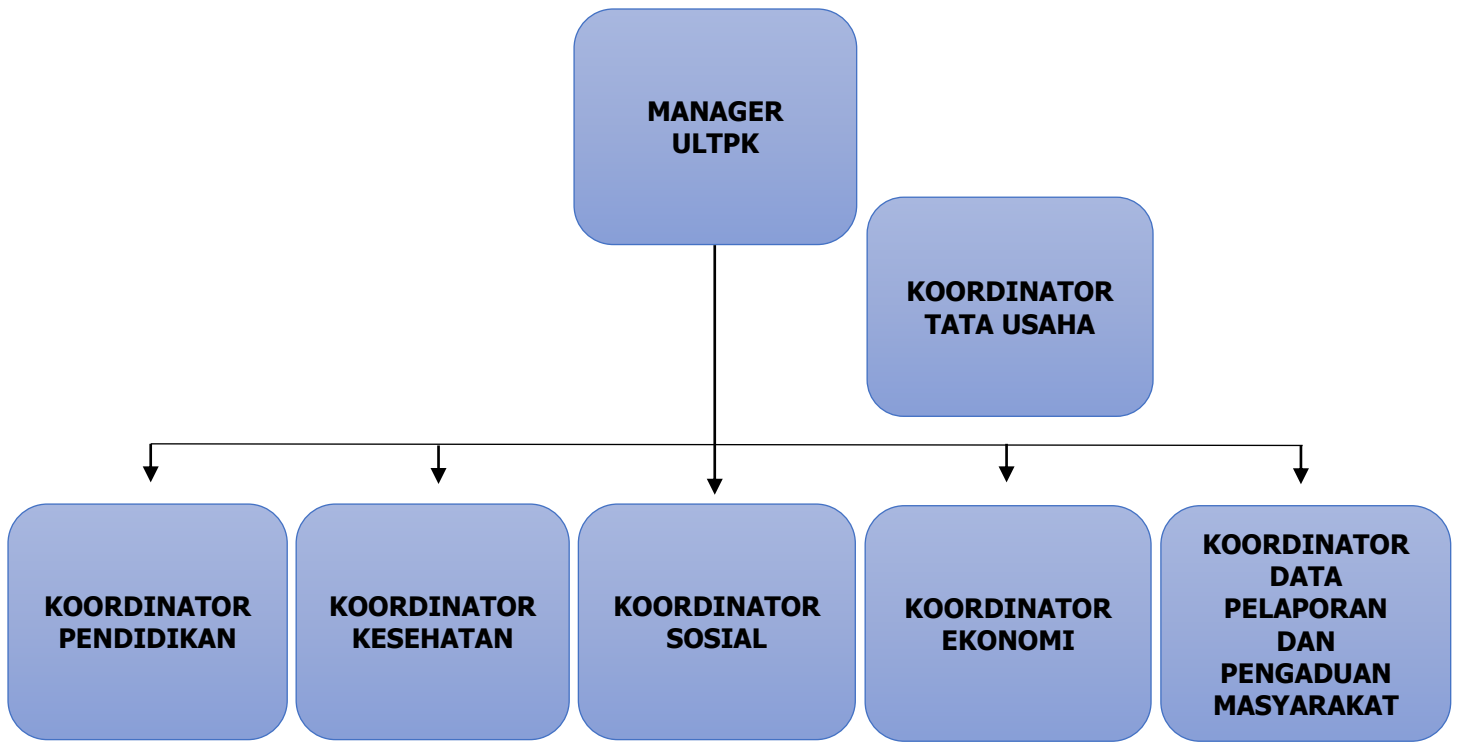 MANAGER
ULTPK
KOORDINATOR
TATA USAHA
KOORDINATOR
PENDIDIKAN
KOORDINATOR
KESEHATAN
KOORDINATOR
SOSIAL
KOORDINATOR
EKONOMI
KOORDINATOR
DATA
PELAPORAN
DAN
PENGADUAN
MASYARAKAT